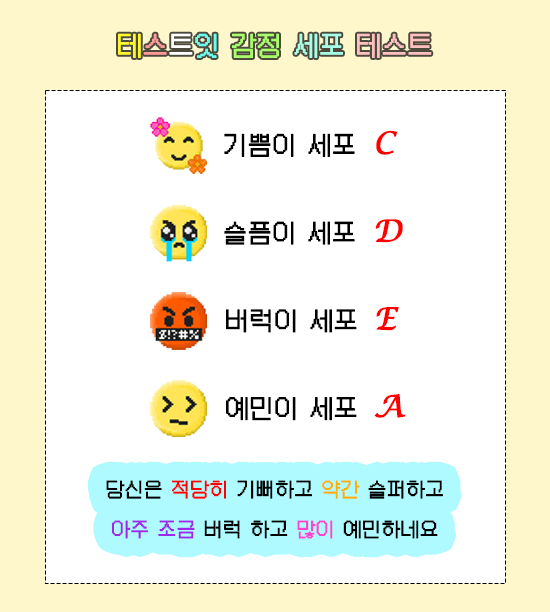 테스트잇 감정 세포 테스트
기쁨이 세포 C
슬픔이 세포 D
&!?#%
버럭이 세포 E
예민이 세포 A
당신은 적당히 기뻐하고 약간 슬퍼하고
아주 조금 버럭 하고 많이 예민하네요